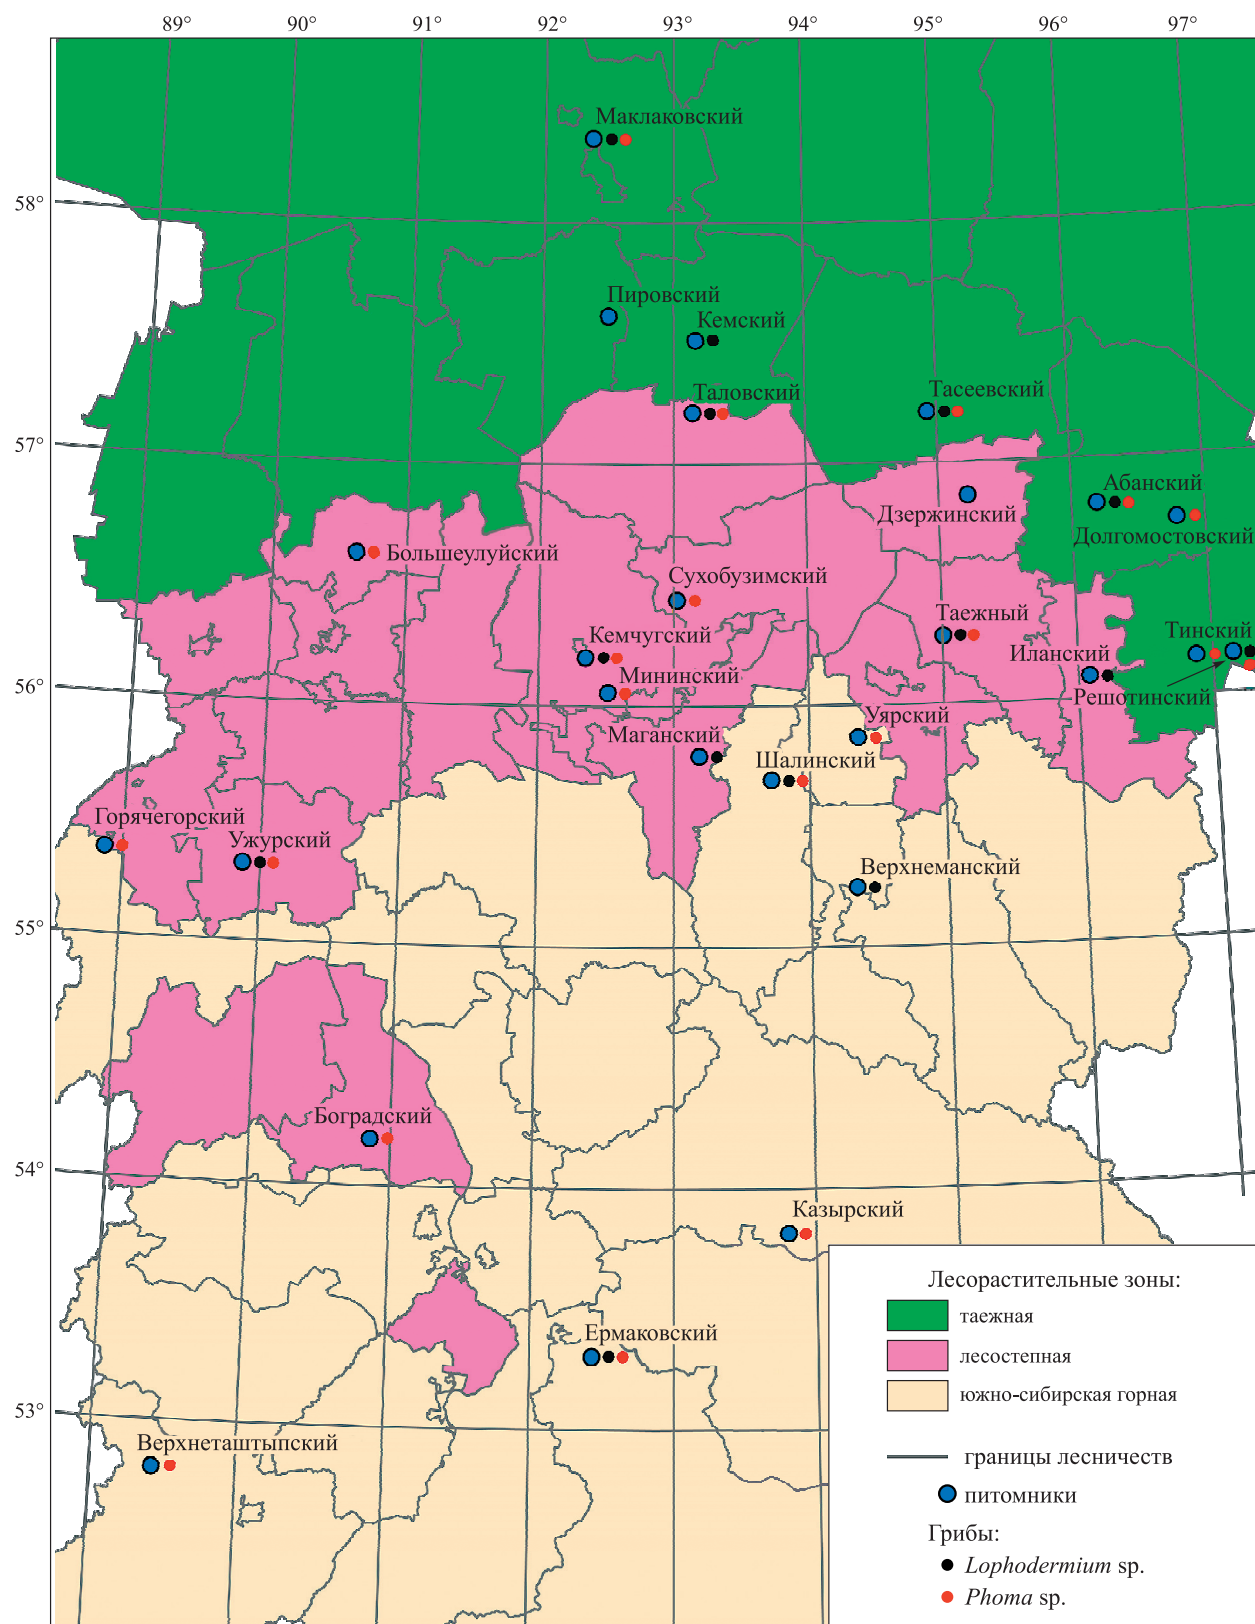 89° 90° 91° 92° 93° 94° 95° 96° 97°
Маклаковский
58°
Пировский
Кемский
Тасеевский
Таловский
57°
Абанский
Дзержинский
Долгомостовский
Большеулуйский
Сухобузимский
Таежный
Тинский
Кемчугский
Иланский
Мининский
56°
Решотинский
Уярский
Маганский
Шалинский
Горячегорский
Ужурский
Верхнеманский
55°
Боградский
54°
Казырский
Ермаковский
53°
Верхнеташтыпский
Лесорастительные зоны:
таежная
лесостепная
южно-сибирская горная
границы лесничеств
питомники
Грибы:
Lophodermium sp.
Phoma sp.